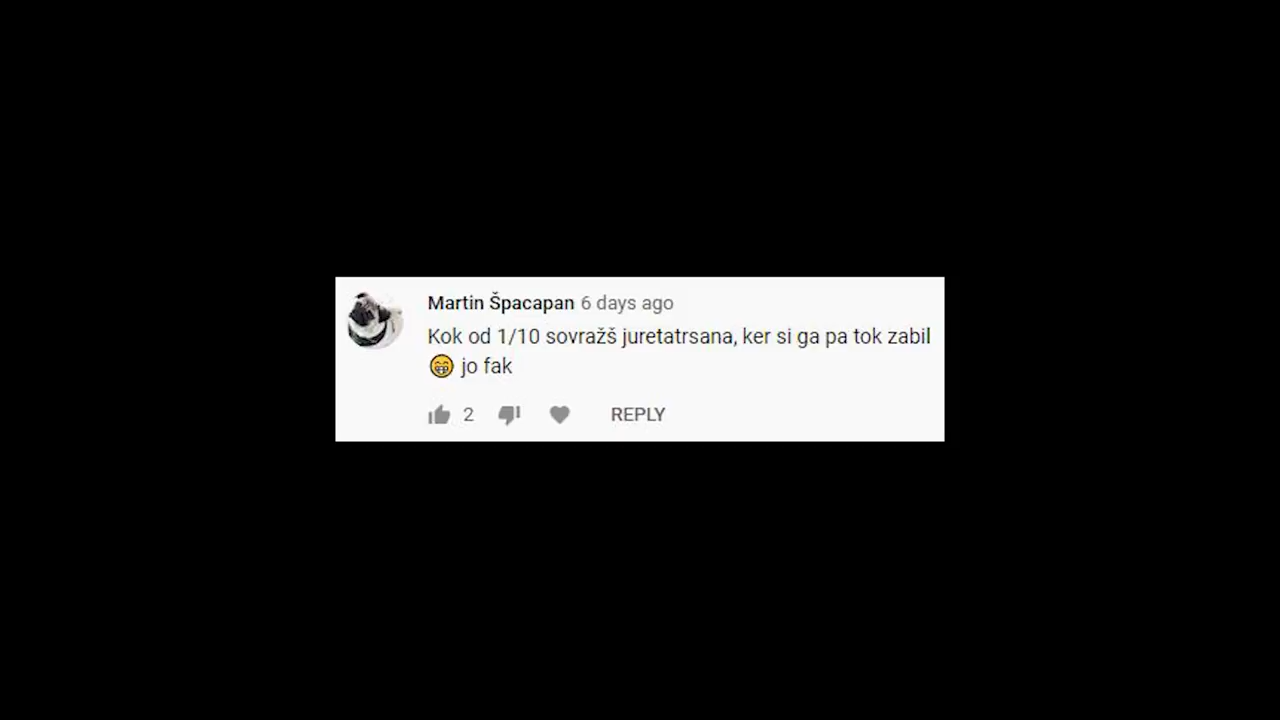 Martin Špacapan 6 days ago
Kok od 1/10 sovražš juretatrsana, ker si ga pa tok zabil
😁 jo fak
2 REPLY